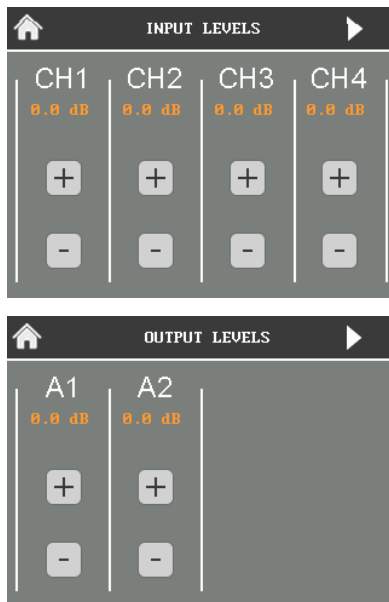 INPUT LEVELS
CH1 CH2 CH3 CH4
0.0 dB 0.0 dB 0.0 dB 0.0 dB
+ + + +
- - - -
OUTPUT LEVELS
A1 A2
0.0 dB 0.0 dB
+ +
- -